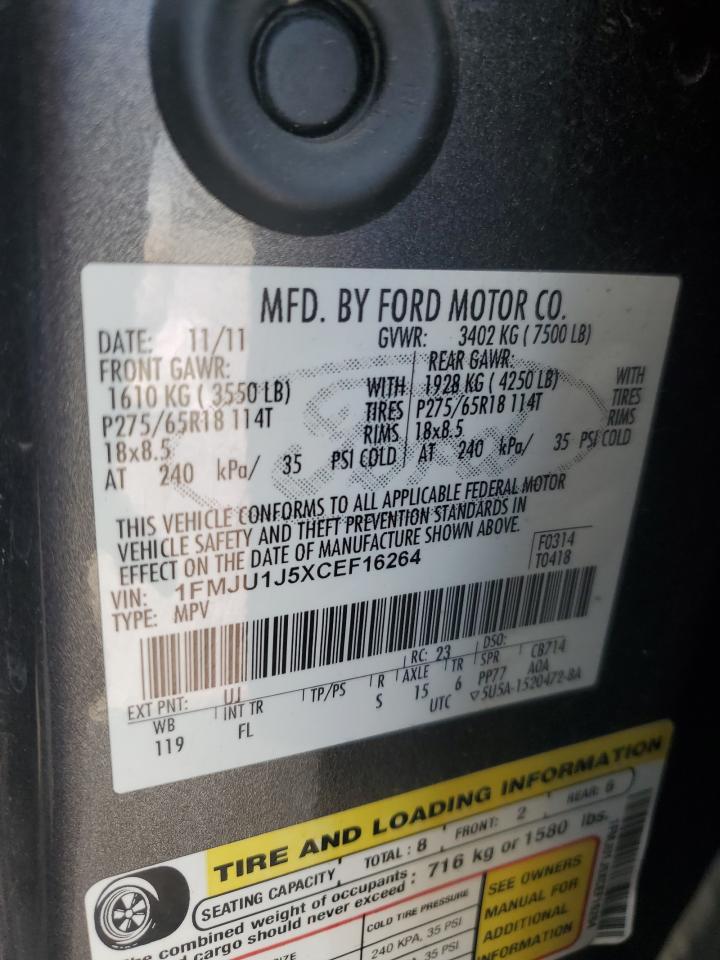 MFD. BY FORD MOTOR CO.
DATE: 11/11 GVWR: 3402 KG ( 7500 LB)
FRONT GAWR: REAR GAWR:
1610 KG ( 3550 LB) WITH 1928 KG ( 4250 LB) WITH
P275/65R18 114T TIRES P275/65R18 114T TIRES
18x8.5 RIMS 18x8.5 RIMS
AT 240 kPa/ 35 PSI COLD AT 240 kPa/ 35 PSI COLD
Ford
THIS VEHICLE CONFORMS TO ALL APPLICABLE FEDERAL MOTOR
VEHICLE SAFETY AND THEFT PREVENTION STANDARDS IN
EFFECT ON THE DATE OF MANUFACTURE SHOWN ABOVE.
F0314
T0418
VIN: 1FMJU1J5XCEF16264
TYPE: MPV
EXT PNT: UJ RC: 23 DSO:
WB INT TR TP/PS R AXLE TR SPR CB714
119 FL S 15 6 PP77 A0A
UTC ▽5U5A-1520472-BA
TIRE AND LOADING INFORMATION
SEATING CAPACITY TOTAL : 8 FRONT: 2 REAR: 6
The combined weight of occupants
and cargo should never exceed : 716 kg or 1580 lbs.
COLD TIRE PRESSURE
240 KPA, 35 PSI
35 PSI
SEE OWNERS
MANUAL FOR
ADDITIONAL
INFORMATION